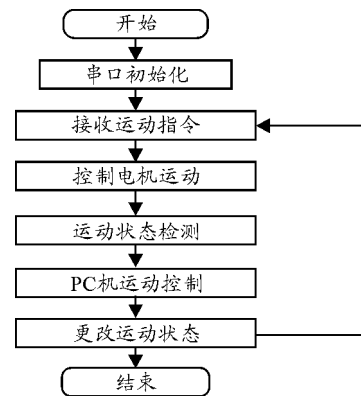 开始
串口初始化
接收运动指令
控制电机运动
运动状态检测
PC机运动控制
更改运动状态
结束